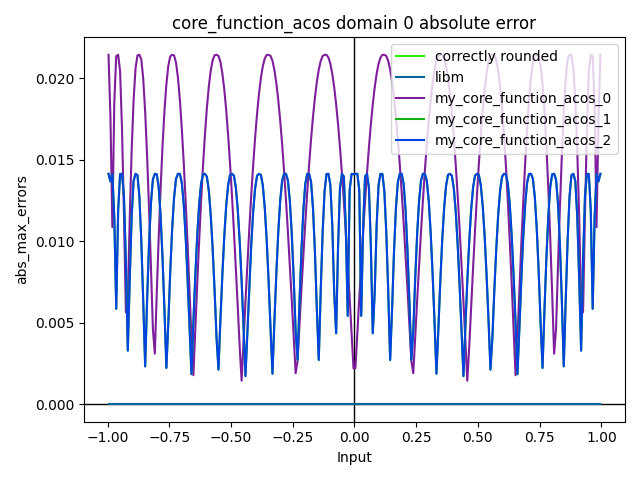 core_function_acos domain 0 absolute error
correctly rounded
libm
my_core_function_acos_0
my_core_function_acos_1
my_core_function_acos_2
abs_max_errors
0.020
0.015
0.010
0.005
0.000
−1.00 −0.75 −0.50 −0.25 0.00 0.25 0.50 0.75 1.00
Input